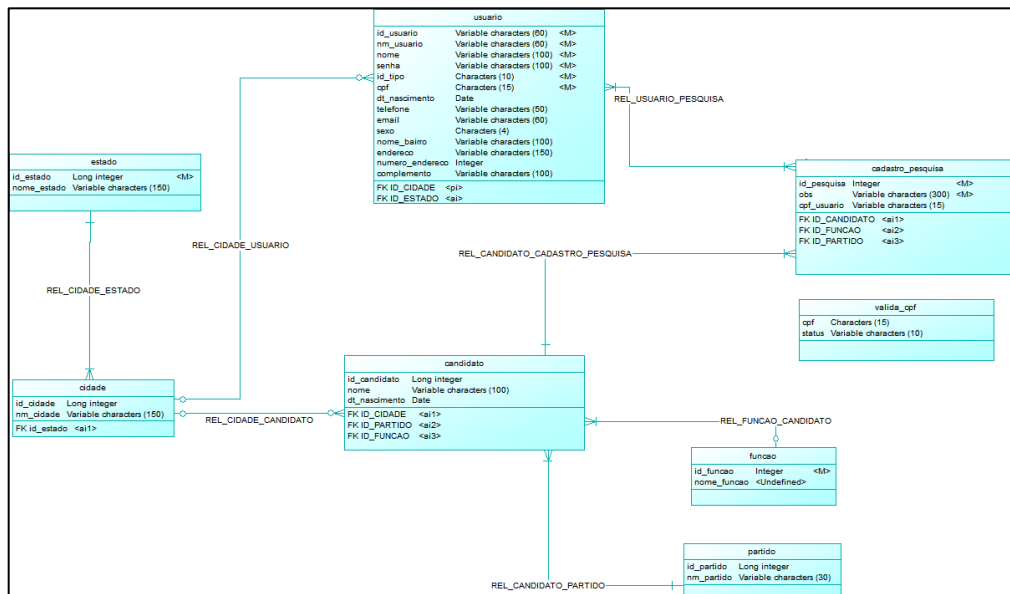 usuario
id_usuario Variable characters (60) <M>
nm_usuario Variable characters (60) <M>
nome Variable characters (100) <M>
senha Variable characters (100) <M>
id_tipo Characters (10) <M>
cpf Characters (15) <M>
dt_nascimento Date
telefone Variable characters (50)
email Variable characters (60)
sexo Characters (4)
nome_bairro Variable characters (100)
endereco Variable characters (150)
numero_endereco Integer
complemento Variable characters (100)
FK ID_CIDADE <pi>
FK ID_ESTADO <ai>
REL_USUARIO_PESQUISA
estado
id_estado Long integer <M>
nome_estado Variable characters (150)
cadastro_pesquisa
id_pesquisa Integer <M>
obs Variable characters (300) <M>
cpf_usuario Variable characters (15)
FK ID_CANDIDATO <ai1>
FK ID_FUNCAO <ai2>
FK ID_PARTIDO <ai3>
REL_CIDADE_USUARIO
REL_CANDIDATO_CADASTRO_PESQUISA
REL_CIDADE_ESTADO
valida_cpf
cpf Characters (15)
status Variable characters (10)
candidato
id_candidato Long integer
nome Variable characters (100)
dt_nascimento Date
FK ID_CIDADE <ai1>
FK ID_PARTIDO <ai2>
FK ID_FUNCAO <ai3>
cidade
id_cidade Long integer
nm_cidade Variable characters (150)
FK id_estado <ai1>
REL_CIDADE_CANDIDATO
REL_FUNCAO_CANDIDATO
funcao
id_funcao Integer <M>
nome_funcao <Undefined>
partido
id_partido Long integer
nm_partido Variable characters (30)
REL_CANDIDATO_PARTIDO